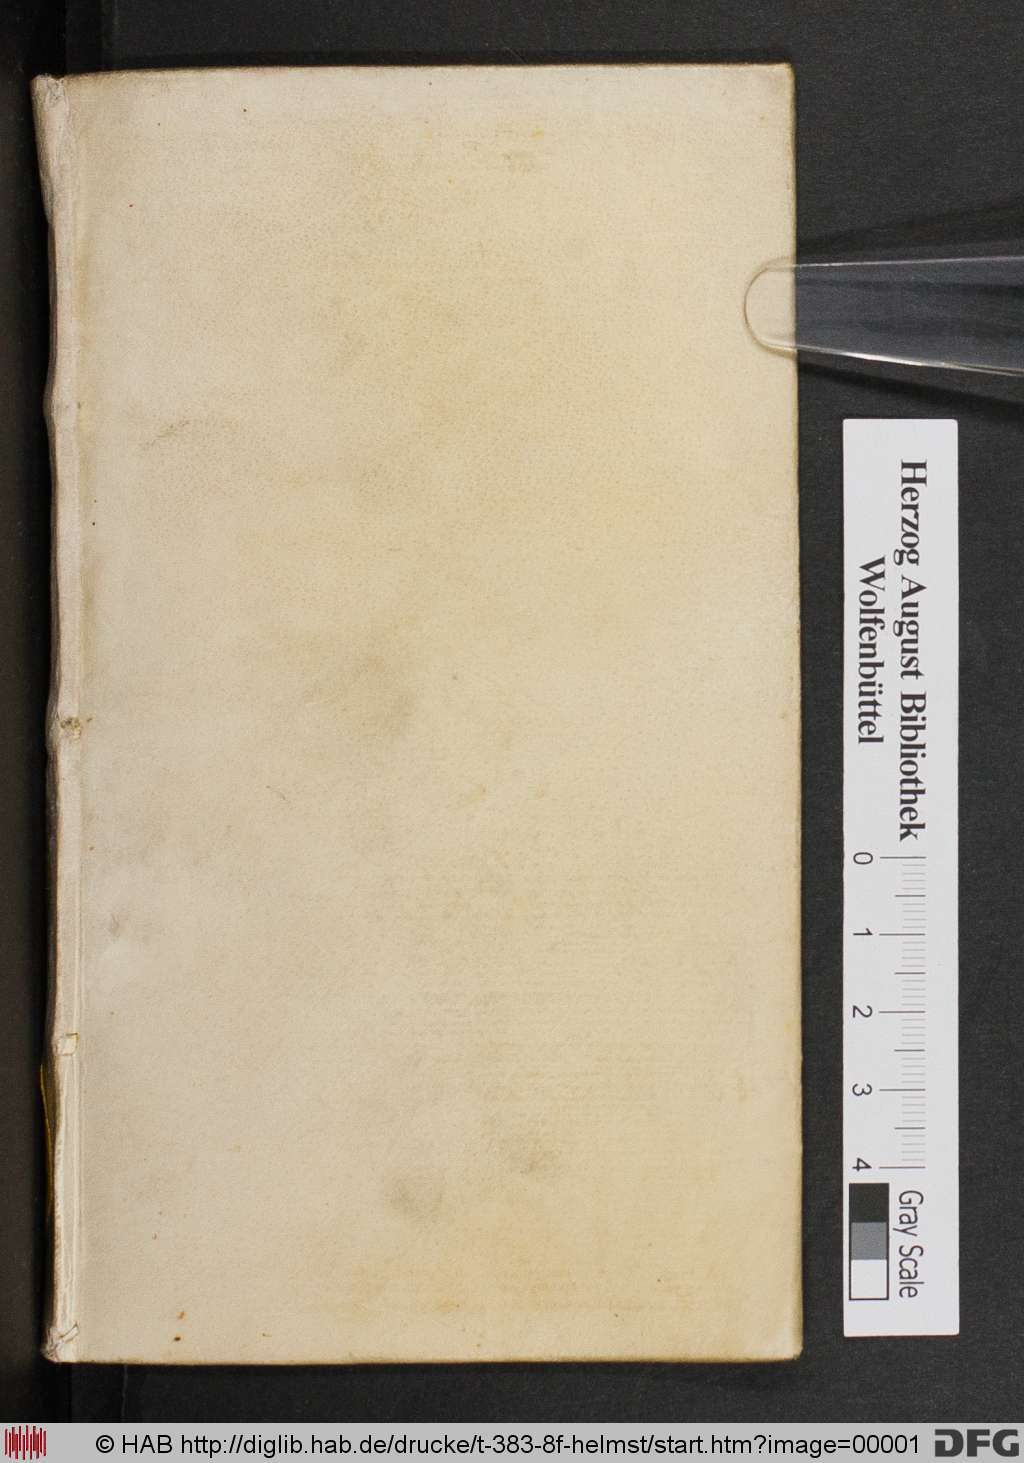 Herzog August Bibliothek
Wolfenbüttel
0 1 2 3 4
Gray Scale
© HAB http://diglib.hab.de/drucke/t-383-8f-helmst/start.htm?image=00001
DFG